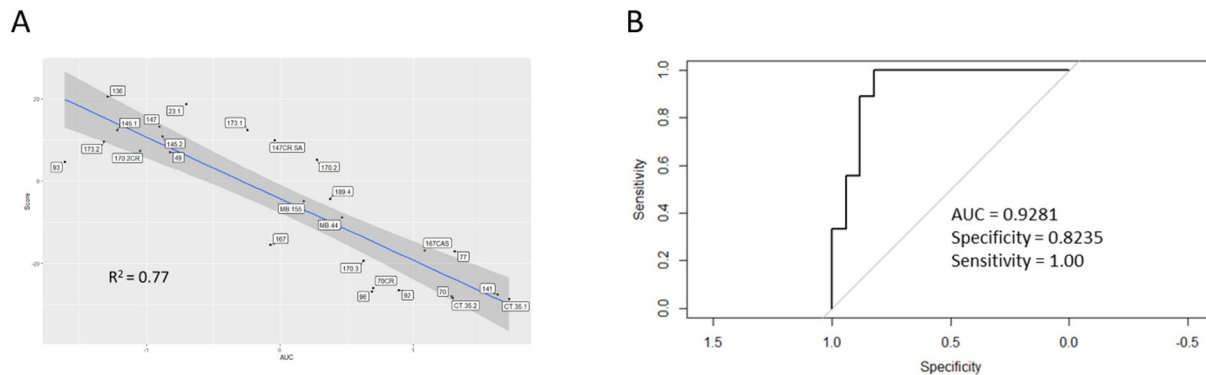 A
B
136
23.1
147
145.1
173.1
173.2
145.2
147CR.SA
93
170.2CR
49
170.2
189.4
MB.155
MB.44
167
167CAS
77
170.3
70CR
96
92
70
141
CT.35.2
CT.35.1
20
0
-20
Score
R² = 0.77
-1
0
1
AUC
1.0
0.8
0.6
0.4
0.2
0.0
Sensitivity
AUC = 0.9281
Specificity = 0.8235
Sensitivity = 1.00
1.5
1.0
0.5
0.0
-0.5
Specificity